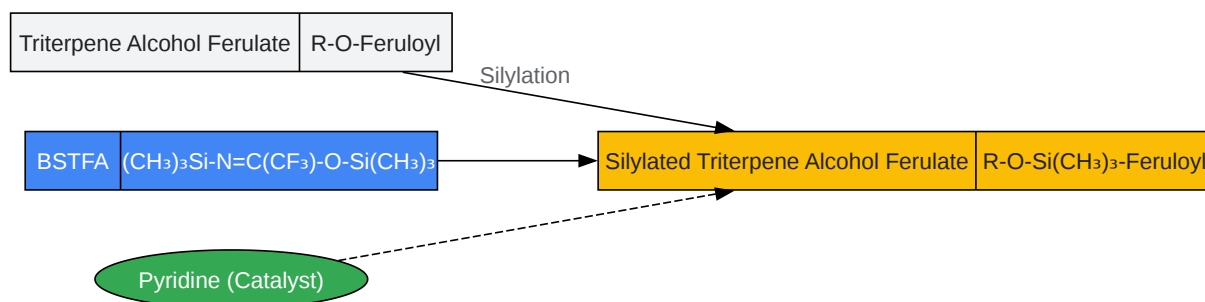 Triterpene Alcohol Ferulate
R-O-Feruloyl
Silylation
BSTFA
(CH₃)₃Si-N=C(CF₃)-O-Si(CH₃)₃
Silylated Triterpene Alcohol Ferulate
R-O-Si(CH₃)₃-Feruloyl
Pyridine (Catalyst)